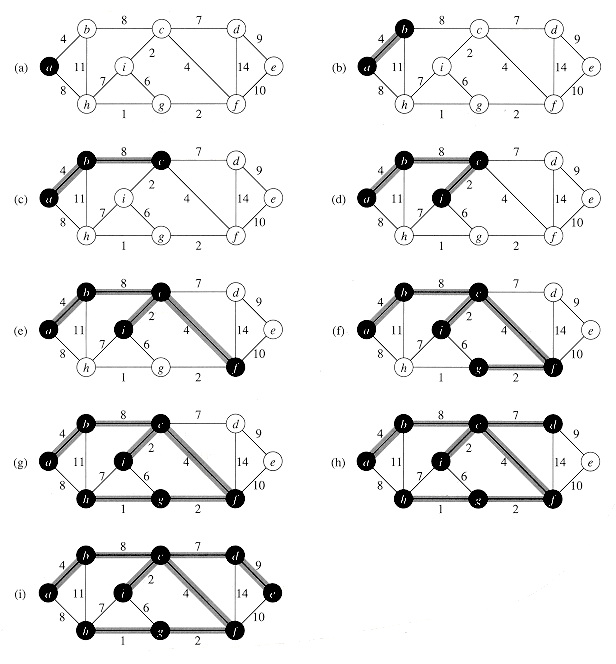 8 7
b c d
4 2 9
(a) a 11 i 4 14 e
8 7 6 10
h g f
1 2
8 7
b c d
4 2 9
(b) a 11 i 4 14 e
8 7 6 10
h g f
1 2
8 7
b c d
4 2 9
(c) a 11 i 4 14 e
8 7 6 10
h g f
1 2
8 7
b c d
4 2 9
(d) a 11 i 4 14 e
8 7 6 10
h g f
1 2
8 7
b c d
4 2 9
(e) a 11 i 4 14 e
8 7 6 10
h g f
1 2
8 7
b c d
4 2 9
(f) a 11 i 4 14 e
8 7 6 10
h g f
1 2
8 7
b c d
4 2 9
(g) a 11 i 4 14 e
8 7 6 10
h g f
1 2
8 7
b c d
4 2 9
(h) a 11 i 4 14 e
8 7 6 10
h g f
1 2
8 7
b c d
4 2 9
(i) a 11 i 4 14 e
8 7 6 10
h g f
1 2